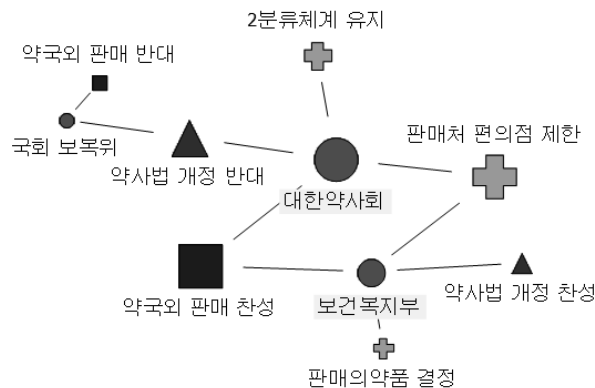 2분류체계 유지
약국외 판매 반대
국회 보복위
판매처 편의점 제한
약사법 개정 반대
대한약사회
약국외 판매 찬성
보건복지부
약사법 개정 찬성
판매의약품 결정